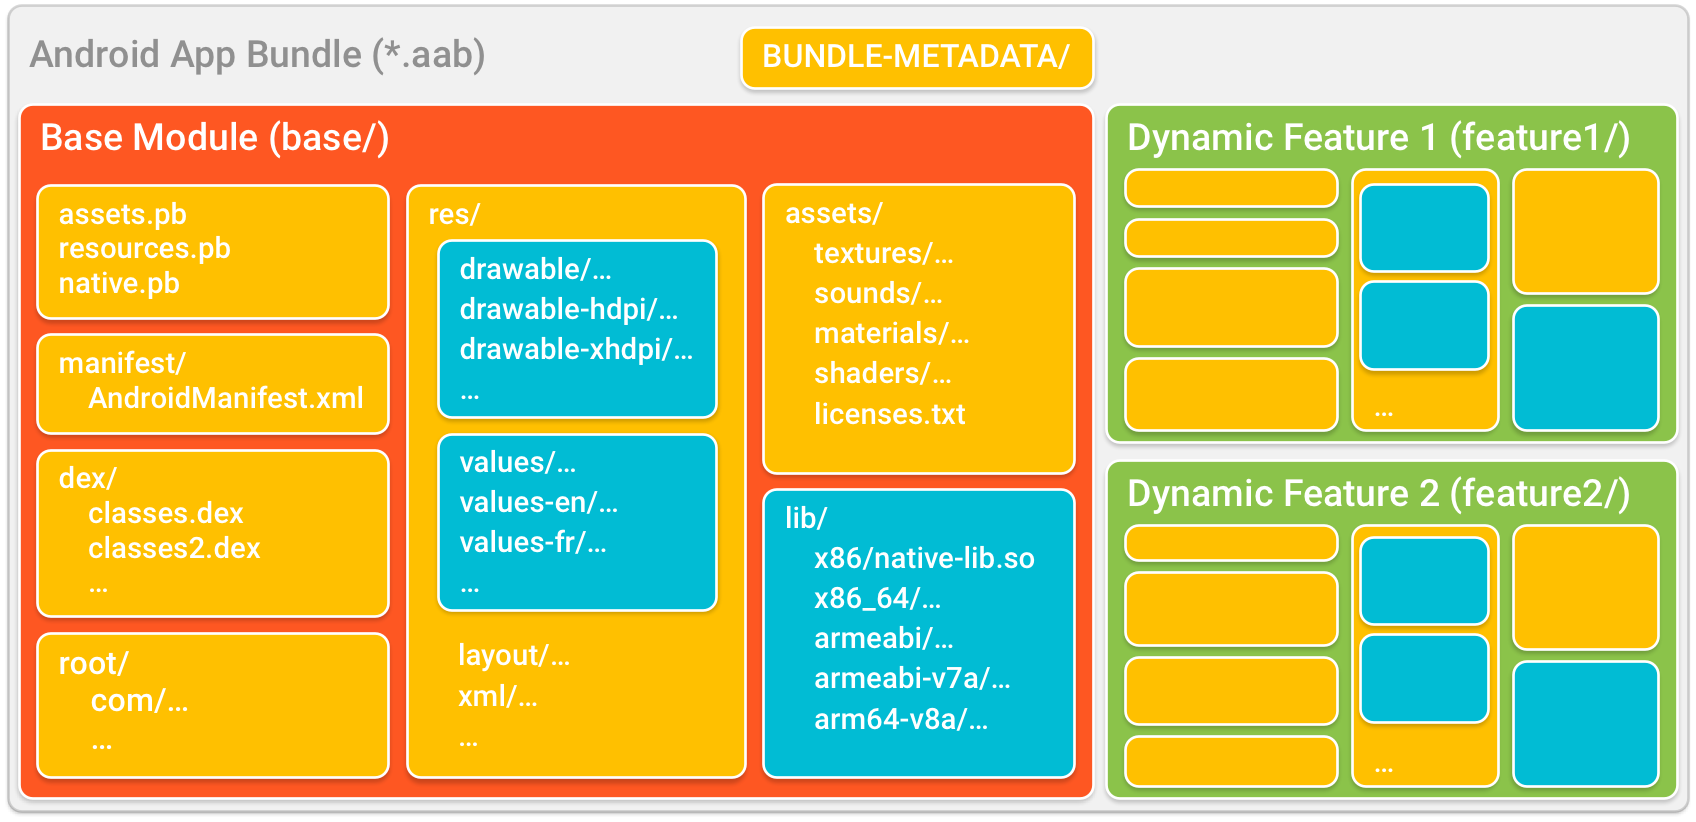 Android App Bundle (*.aab)
BUNDLE-METADATA/
Base Module (base/)
assets.pb
resources.pb
native.pb
manifest/
AndroidManifest.xml
dex/
classes.dex
classes2.dex
...
root/
com/...
...
res/
drawable/...
drawable-hdpi/...
drawable-xhdpi/...
...
values/...
values-en/...
values-fr/...
...
layout/...
xml/...
...
assets/
textures/...
sounds/...
materials/...
shaders/...
licenses.txt
lib/
x86/native-lib.so
x86_64/...
armeabi/...
armeabi-v7a/...
arm64-v8a/...
Dynamic Feature 1 (feature1/)
...
Dynamic Feature 2 (feature2/)
...